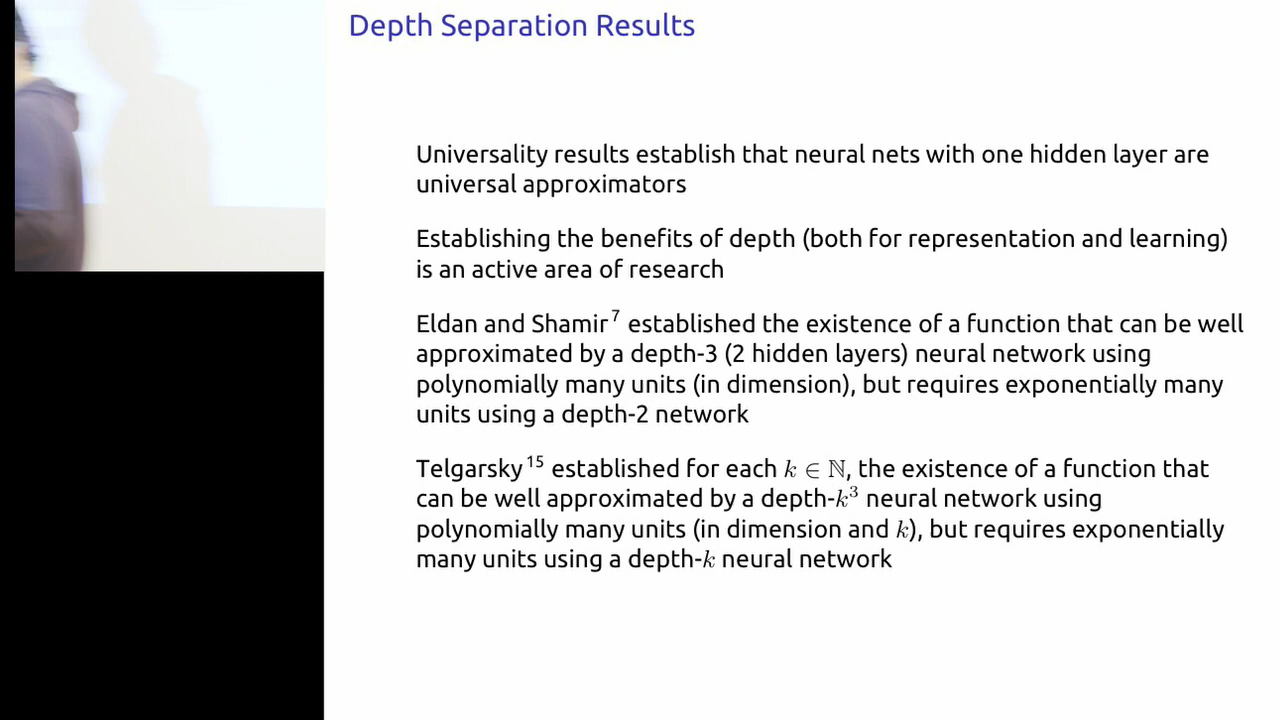 Depth Separation Results
Universality results establish that neural nets with one hidden layer are
universal approximators
Establishing the benefits of depth (both for representation and learning)
is an active area of research
Eldan and Shamir⁷ established the existence of a function that can be well
approximated by a depth-3 (2 hidden layers) neural network using
polynomially many units (in dimension), but requires exponentially many
units using a depth-2 network
Telgarsky¹⁵ established for each k ∈ ℕ, the existence of a function that
can be well approximated by a depth-k³ neural network using
polynomially many units (in dimension and k), but requires exponentially
many units using a depth-k neural network